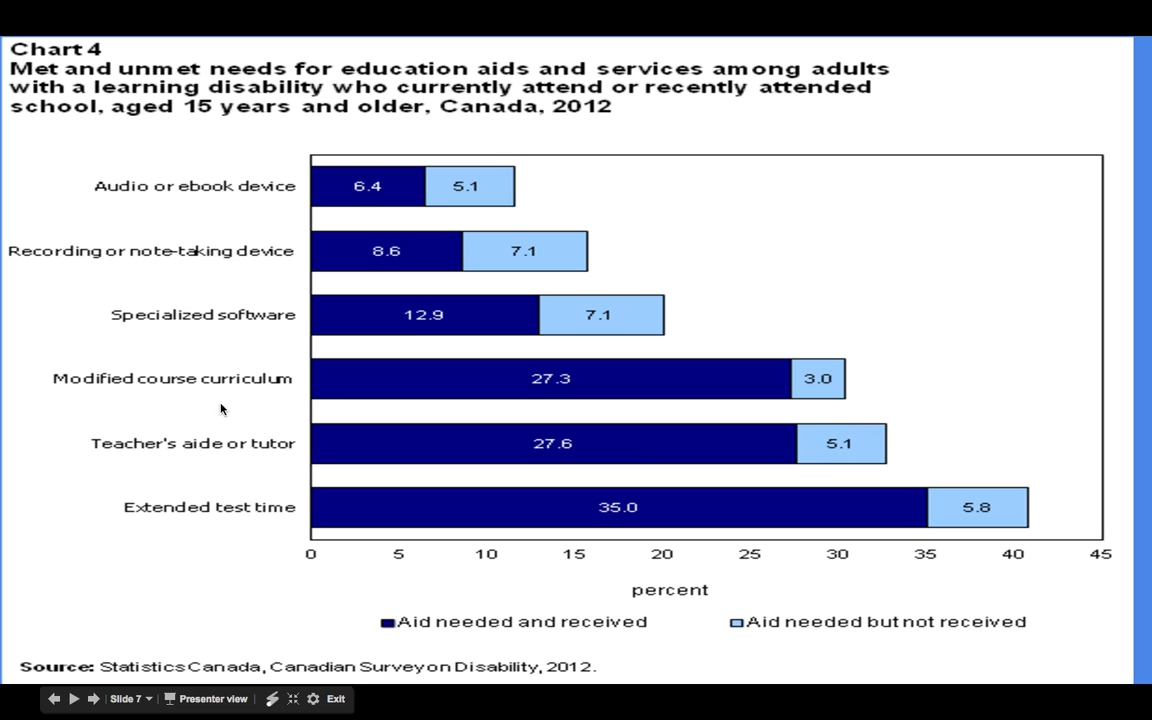 Chart 4
Met and unmet needs for education aids and services among adults
with a learning disability who currently attend or recently attended
school, aged 15 years and older, Canada, 2012
Audio or ebook device 6.4 5.1
Recording or note-taking device 8.6 7.1
Specialized software 12.9 7.1
Modified course curriculum 27.3 3.0
Teacher's aide or tutor 27.6 5.1
Extended test time 35.0 5.8
0 5 10 15 20 25 30 35 40 45
percent
Aid needed and received Aid needed but not received
Source: Statistics Canada, Canadian Survey on Disability, 2012.
Slide 7 Presenter view Exit